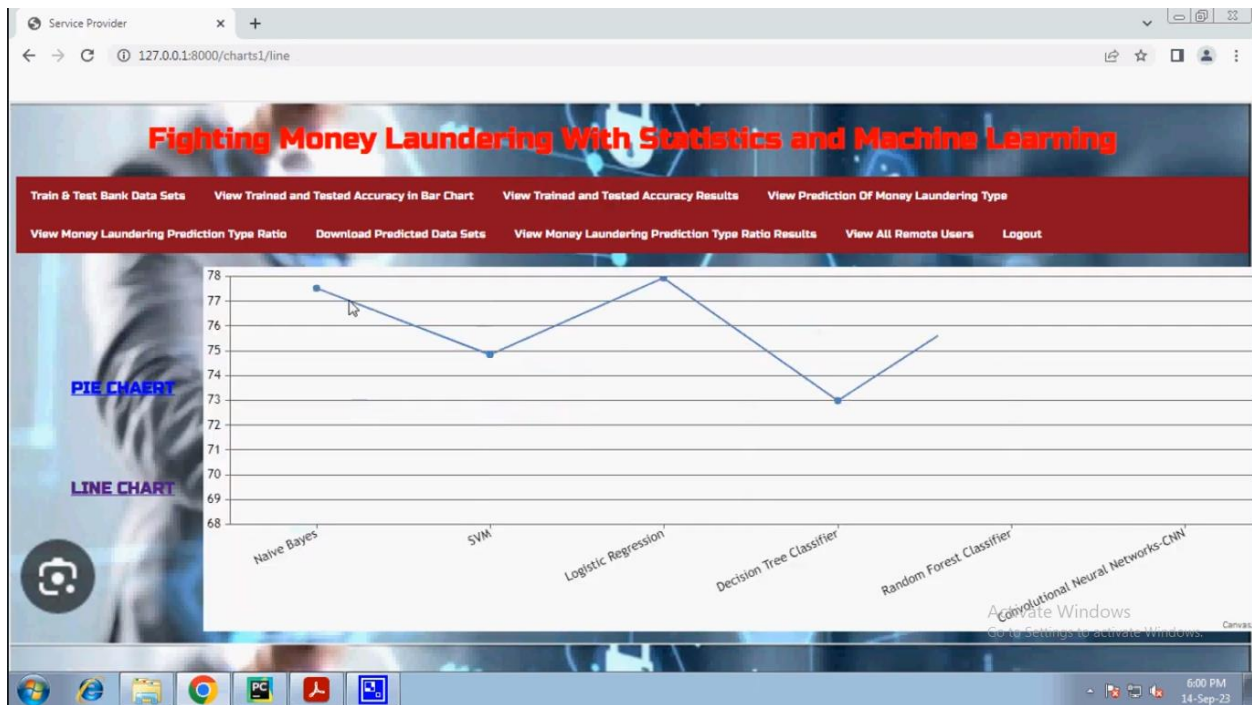 Service Provider
127.0.0.1:8000/charts1/line
Fighting Money Laundering With Statistics and Machine Learning
Train & Test Bank Data Sets View Trained and Tested Accuracy in Bar Chart View Trained and Tested Accuracy Results View Prediction Of Money Laundering Type
View Money Laundering Prediction Type Ratio Download Predicted Data Sets View Money Laundering Prediction Type Ratio Results View All Remote Users Logout
78
77
76
75
74
73
72
71
70
69
68
PIE CHAERT
LINE CHART
Naive Bayes
SVM
Logistic Regression
Decision Tree Classifier
Random Forest Classifier
Convolutional Neural Networks-CNN
Activate Windows
Go to Settings to activate Windows.
Canvas
PC
6:00 PM
14-Sep-23